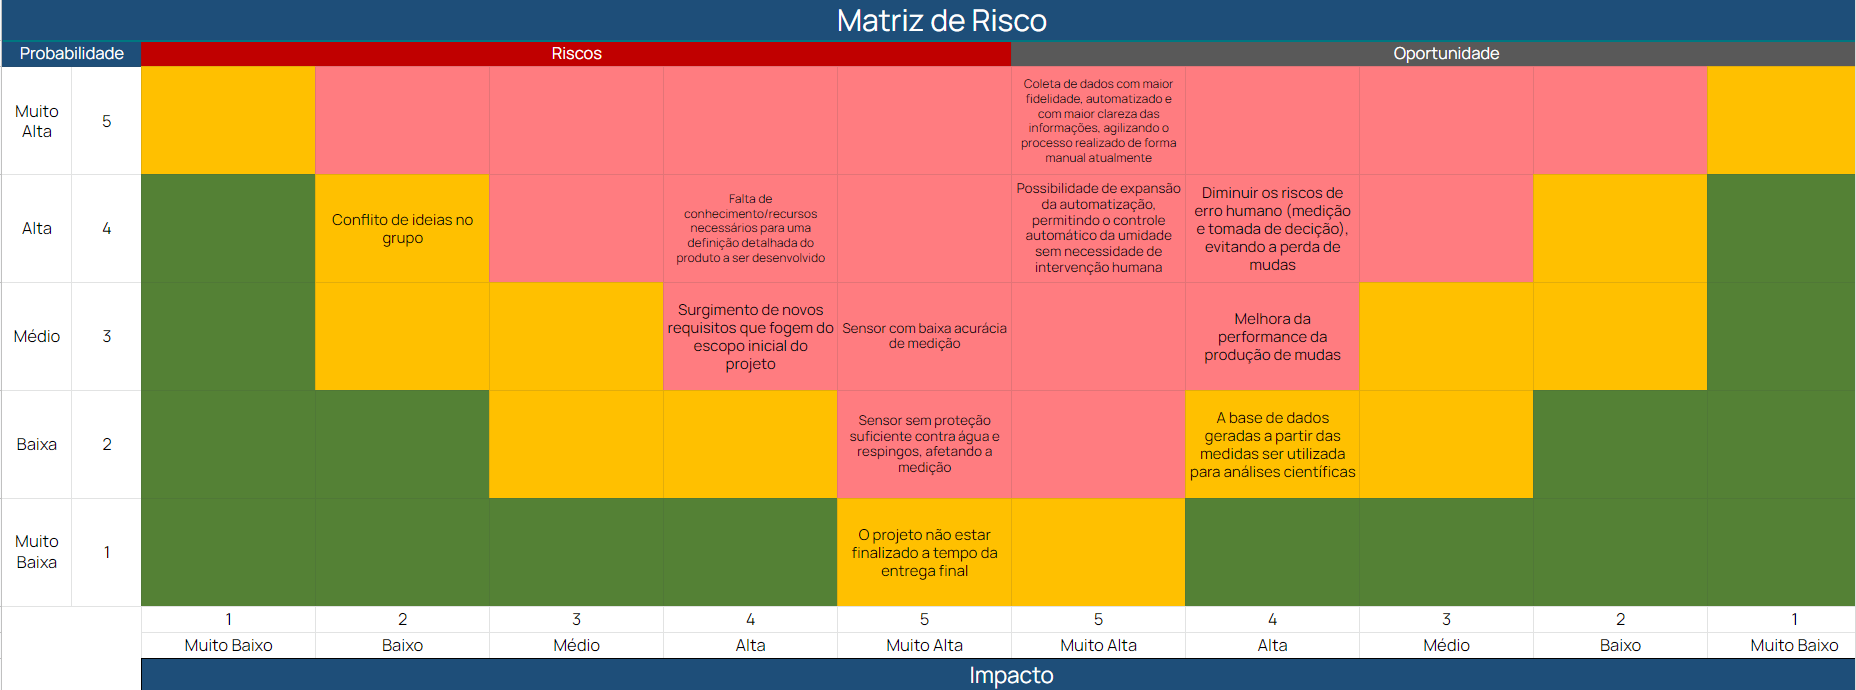 Matriz de Risco
Probabilidade
Riscos
Oportunidade
Muito
Alta
5
Coleta de dados com maior
fidelidade, automatizado e
com maior clareza das
informações, agilizando o
processo realizado de forma
manual atualmente
Alta
4
Conflito de ideias no
grupo
Falta de
conhecimento/recursos
necessários para uma
definição detalhada do
produto a ser desenvolvido
Possibilidade de expansão
da automatização,
permitindo o controle
automático da umidade
sem necessidade de
intervenção humana
Diminuir os riscos de
erro humano (medição
e tomada de decição),
evitando a perda de
mudas
Médio
3
Surgimento de novos
requisitos que fogem do
escopo inicial do
projeto
Sensor com baixa acurácia
de medição
Melhora da
performance da
produção de mudas
Baixa
2
Sensor sem proteção
suficiente contra água e
respingos, afetando a
medição
A base de dados
geradas a partir das
medidas ser utilizada
para análises científicas
Muito
Baixa
1
O projeto não estar
finalizado a tempo da
entrega final
1 2 3 4 5 5 4 3 2 1
Muito Baixo Baixo Médio Alta Muito Alta Muito Alta Alta Médio Baixo Muito Baixo
Impacto